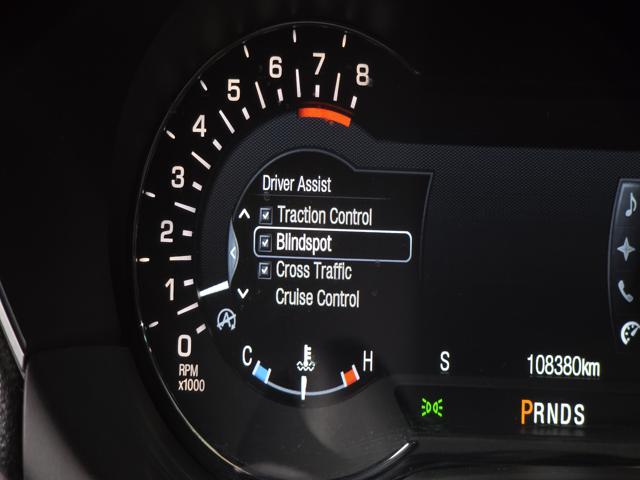 8
7
6
5
4
3
2
1
0
RPM
x1000
Driver Assist
Traction Control
Blindspot
Cross Traffic
Cruise Control
A
C H
S 108380km
PRNDS